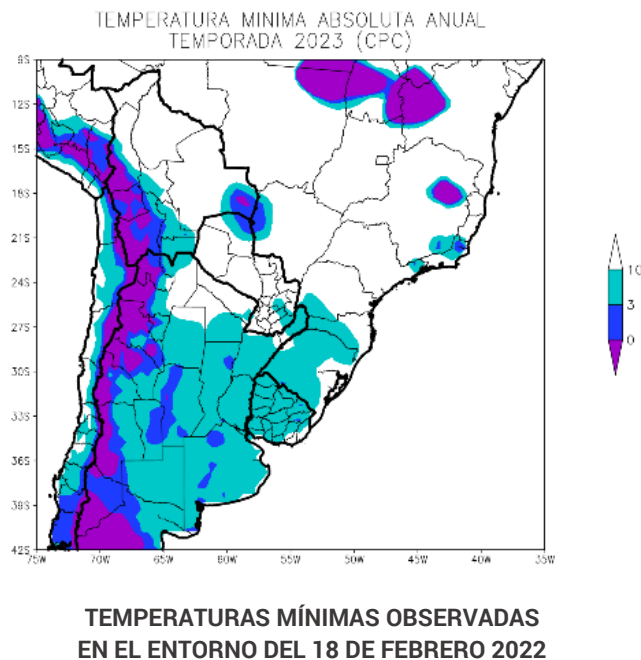 TEMPERATURA MINIMA ABSOLUTA ANUAL
TEMPORADA 2023 (CPC)
9S
12S
15S
18S
21S
24S
27S
30S
33S
36S
39S
42S
75W
70W
65W
60W
55W
50W
45W
40W
35W
10
3
0
TEMPERATURAS MÍNIMAS OBSERVADAS
EN EL ENTORNO DEL 18 DE FEBRERO 2022